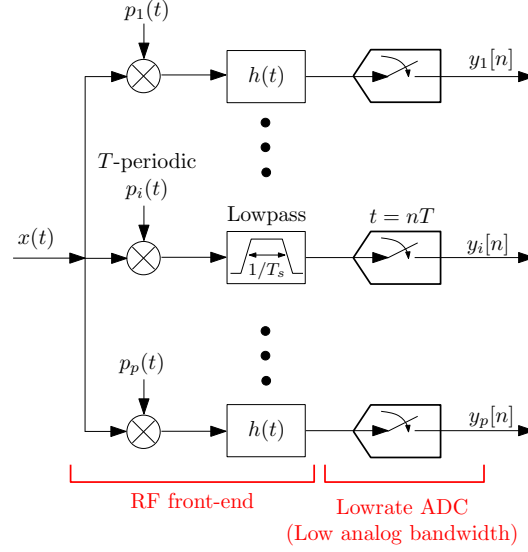 p_1(t)
h(t)
y_1[n]
T-periodic
p_i(t)
Lowpass
t = nT
x(t)
1/T_s
y_i[n]
p_p(t)
h(t)
y_p[n]
RF front-end
Lowrate ADC
(Low analog bandwidth)